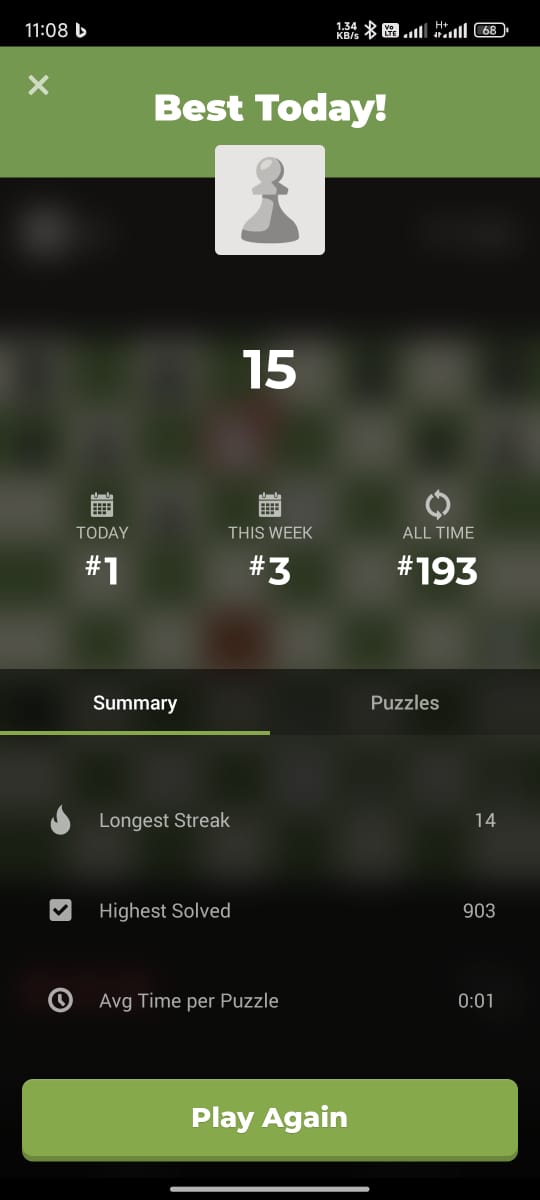 11:08
1.34 KB/s Vo LTE H+ 68
Best Today!
15
TODAY THIS WEEK ALL TIME
#1 #3 #193
Summary Puzzles
Longest Streak 14
Highest Solved 903
Avg Time per Puzzle 0:01
Play Again